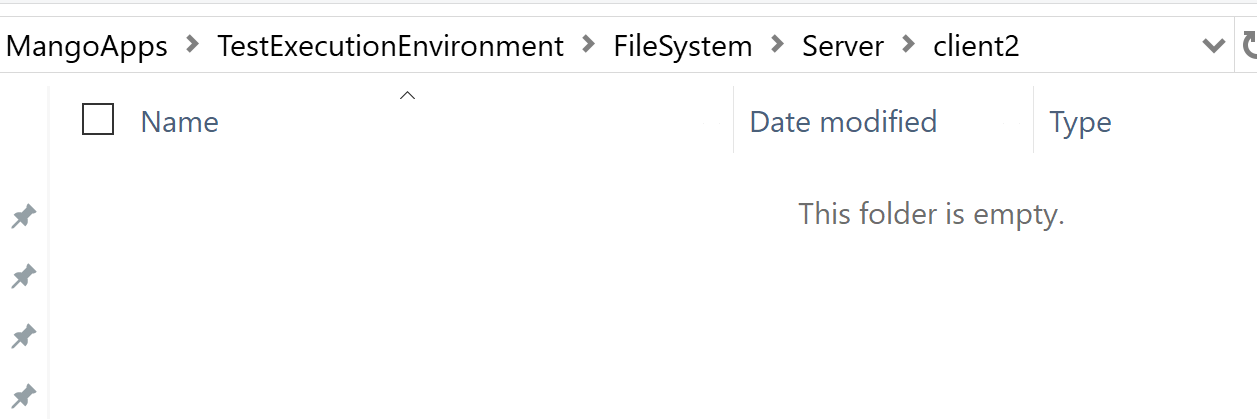 MangoApps > TestExecutionEnvironment > FileSystem > Server > client2
Name Date modified Type
This folder is empty.